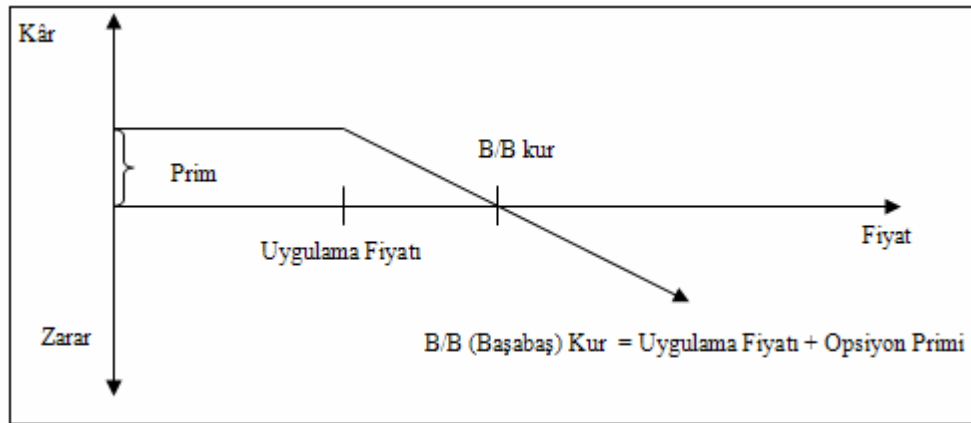 Kâr
B/B kur
Prim
Uygulama Fiyatı
Fiyat
Zarar
B/B (Başabaş) Kur = Uygulama Fiyatı + Opsiyon Primi